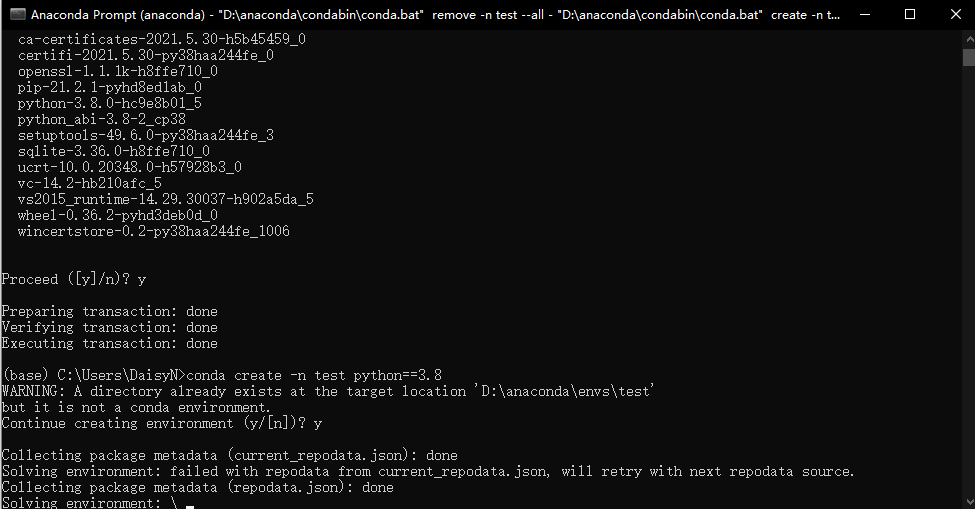 Anaconda Prompt (anaconda) - "D:\anaconda\condabin\conda.bat" remove -n test --all - "D:\anaconda\condabin\conda.bat" create -n t...
ca-certificates-2021.5.30-h5b45459_0
certifi-2021.5.30-py38haa244fe_0
openssl-1.1.1k-h8ffe710_0
pip-21.2.1-pyhd8ed1ab_0
python-3.8.0-hc9e8b01_5
python_abi-3.8-2_cp38
setuptools-49.6.0-py38haa244fe_3
sqlite-3.36.0-h8ffe710_0
ucrt-10.0.20348.0-h57928b3_0
vc-14.2-hb210afc_5
vs2015_runtime-14.29.30037-h902a5da_5
wheel-0.36.2-pyhd3deb0d_0
wincertstore-0.2-py38haa244fe_1006
Proceed ([y]/n)? y
Preparing transaction: done
Verifying transaction: done
Executing transaction: done
(base) C:\Users\DaisyN>conda create -n test python==3.8
WARNING: A directory already exists at the target location 'D:\anaconda\envs\test'
but it is not a conda environment.
Continue creating environment (y/[n])? y
Collecting package metadata (current_repodata.json): done
Solving environment: failed with repodata from current_repodata.json, will retry with next repodata source.
Collecting package metadata (repodata.json): done
Solving environment: \